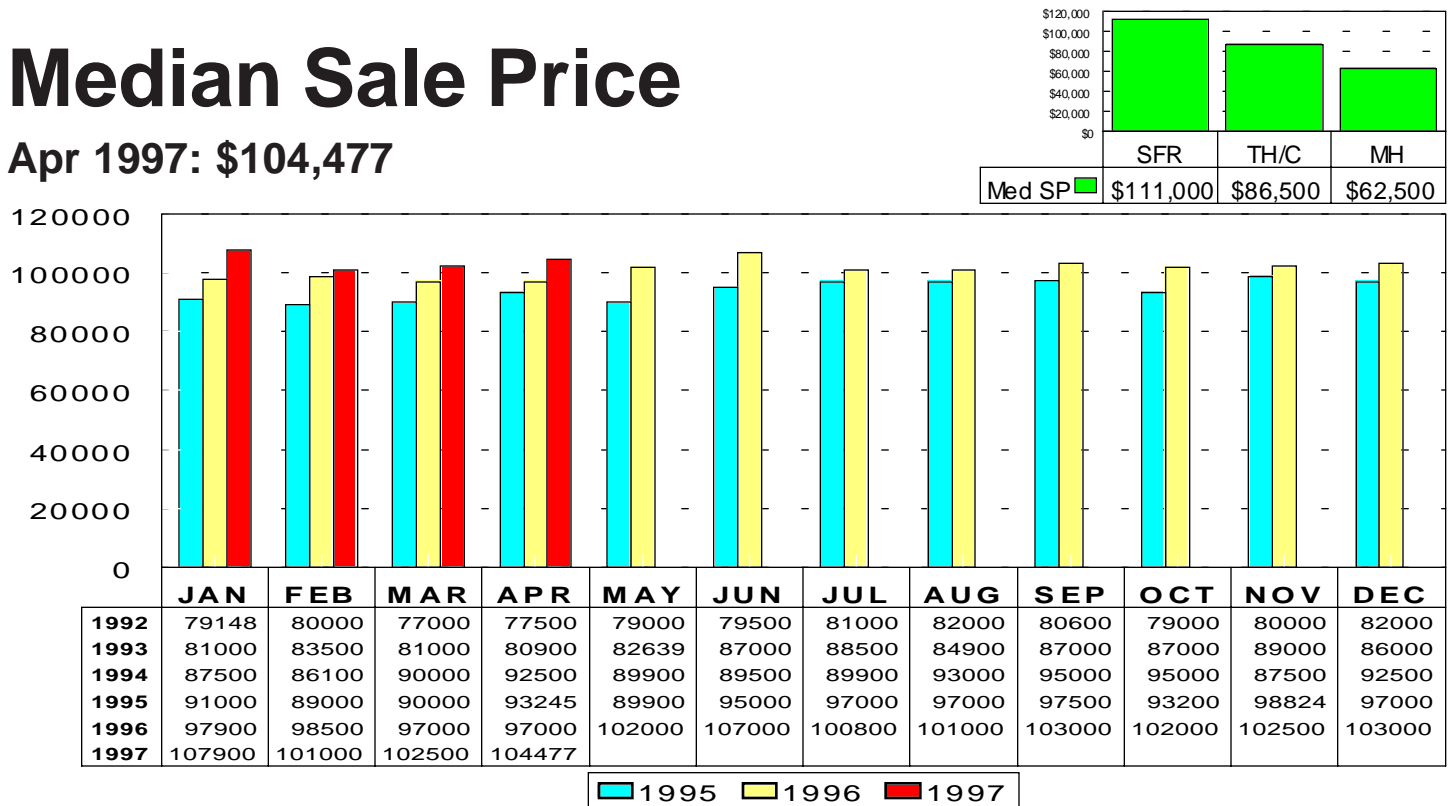 Median Sale Price
Apr 1997: $104,477
$120,000
$100,000
$80,000
$60,000
$40,000
$20,000
$0
SFR TH/C MH
Med SP $111,000 $86,500 $62,500
120000
100000
80000
60000
40000
20000
0
JAN FEB MAR APR MAY JUN JUL AUG SEP OCT NOV DEC
1992 79148 80000 77000 77500 79000 79500 81000 82000 80600 79000 80000 82000
1993 81000 83500 81000 80900 82639 87000 88500 84900 87000 87000 89000 86000
1994 87500 86100 90000 92500 89900 89500 89900 93000 95000 95000 87500 92500
1995 91000 89000 90000 93245 89900 95000 97000 97000 97500 93200 98824 97000
1996 97900 98500 97000 97000 102000 107000 100800 101000 103000 102000 102500 103000
1997 107900 101000 102500 104477
1995 1996 1997